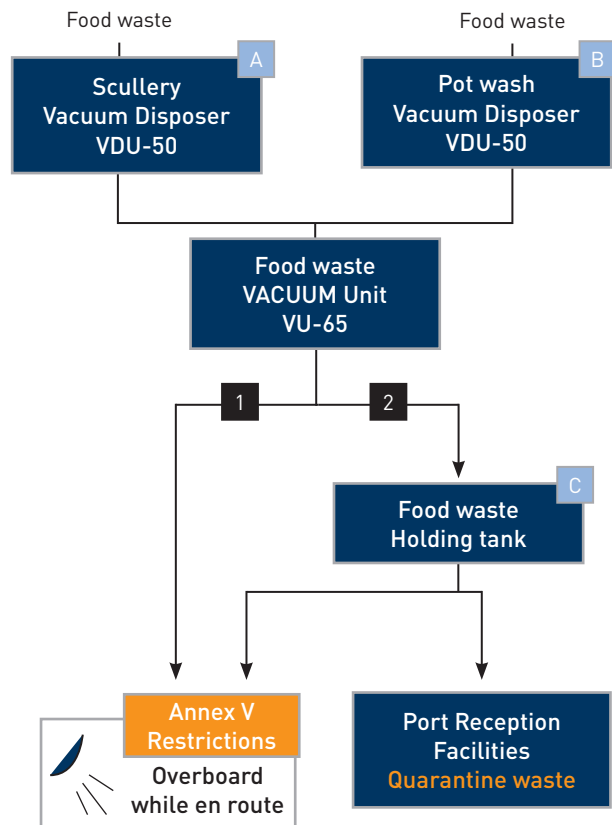 Food waste
Food waste
A
Scullery
Vacuum Disposer
VDU-50
B
Pot wash
Vacuum Disposer
VDU-50
Food waste
VACUUM Unit
VU-65
1
2
C
Food waste
Holding tank
Annex V
Restrictions
Overboard
while en route
Port Reception
Facilities
Quarantine waste